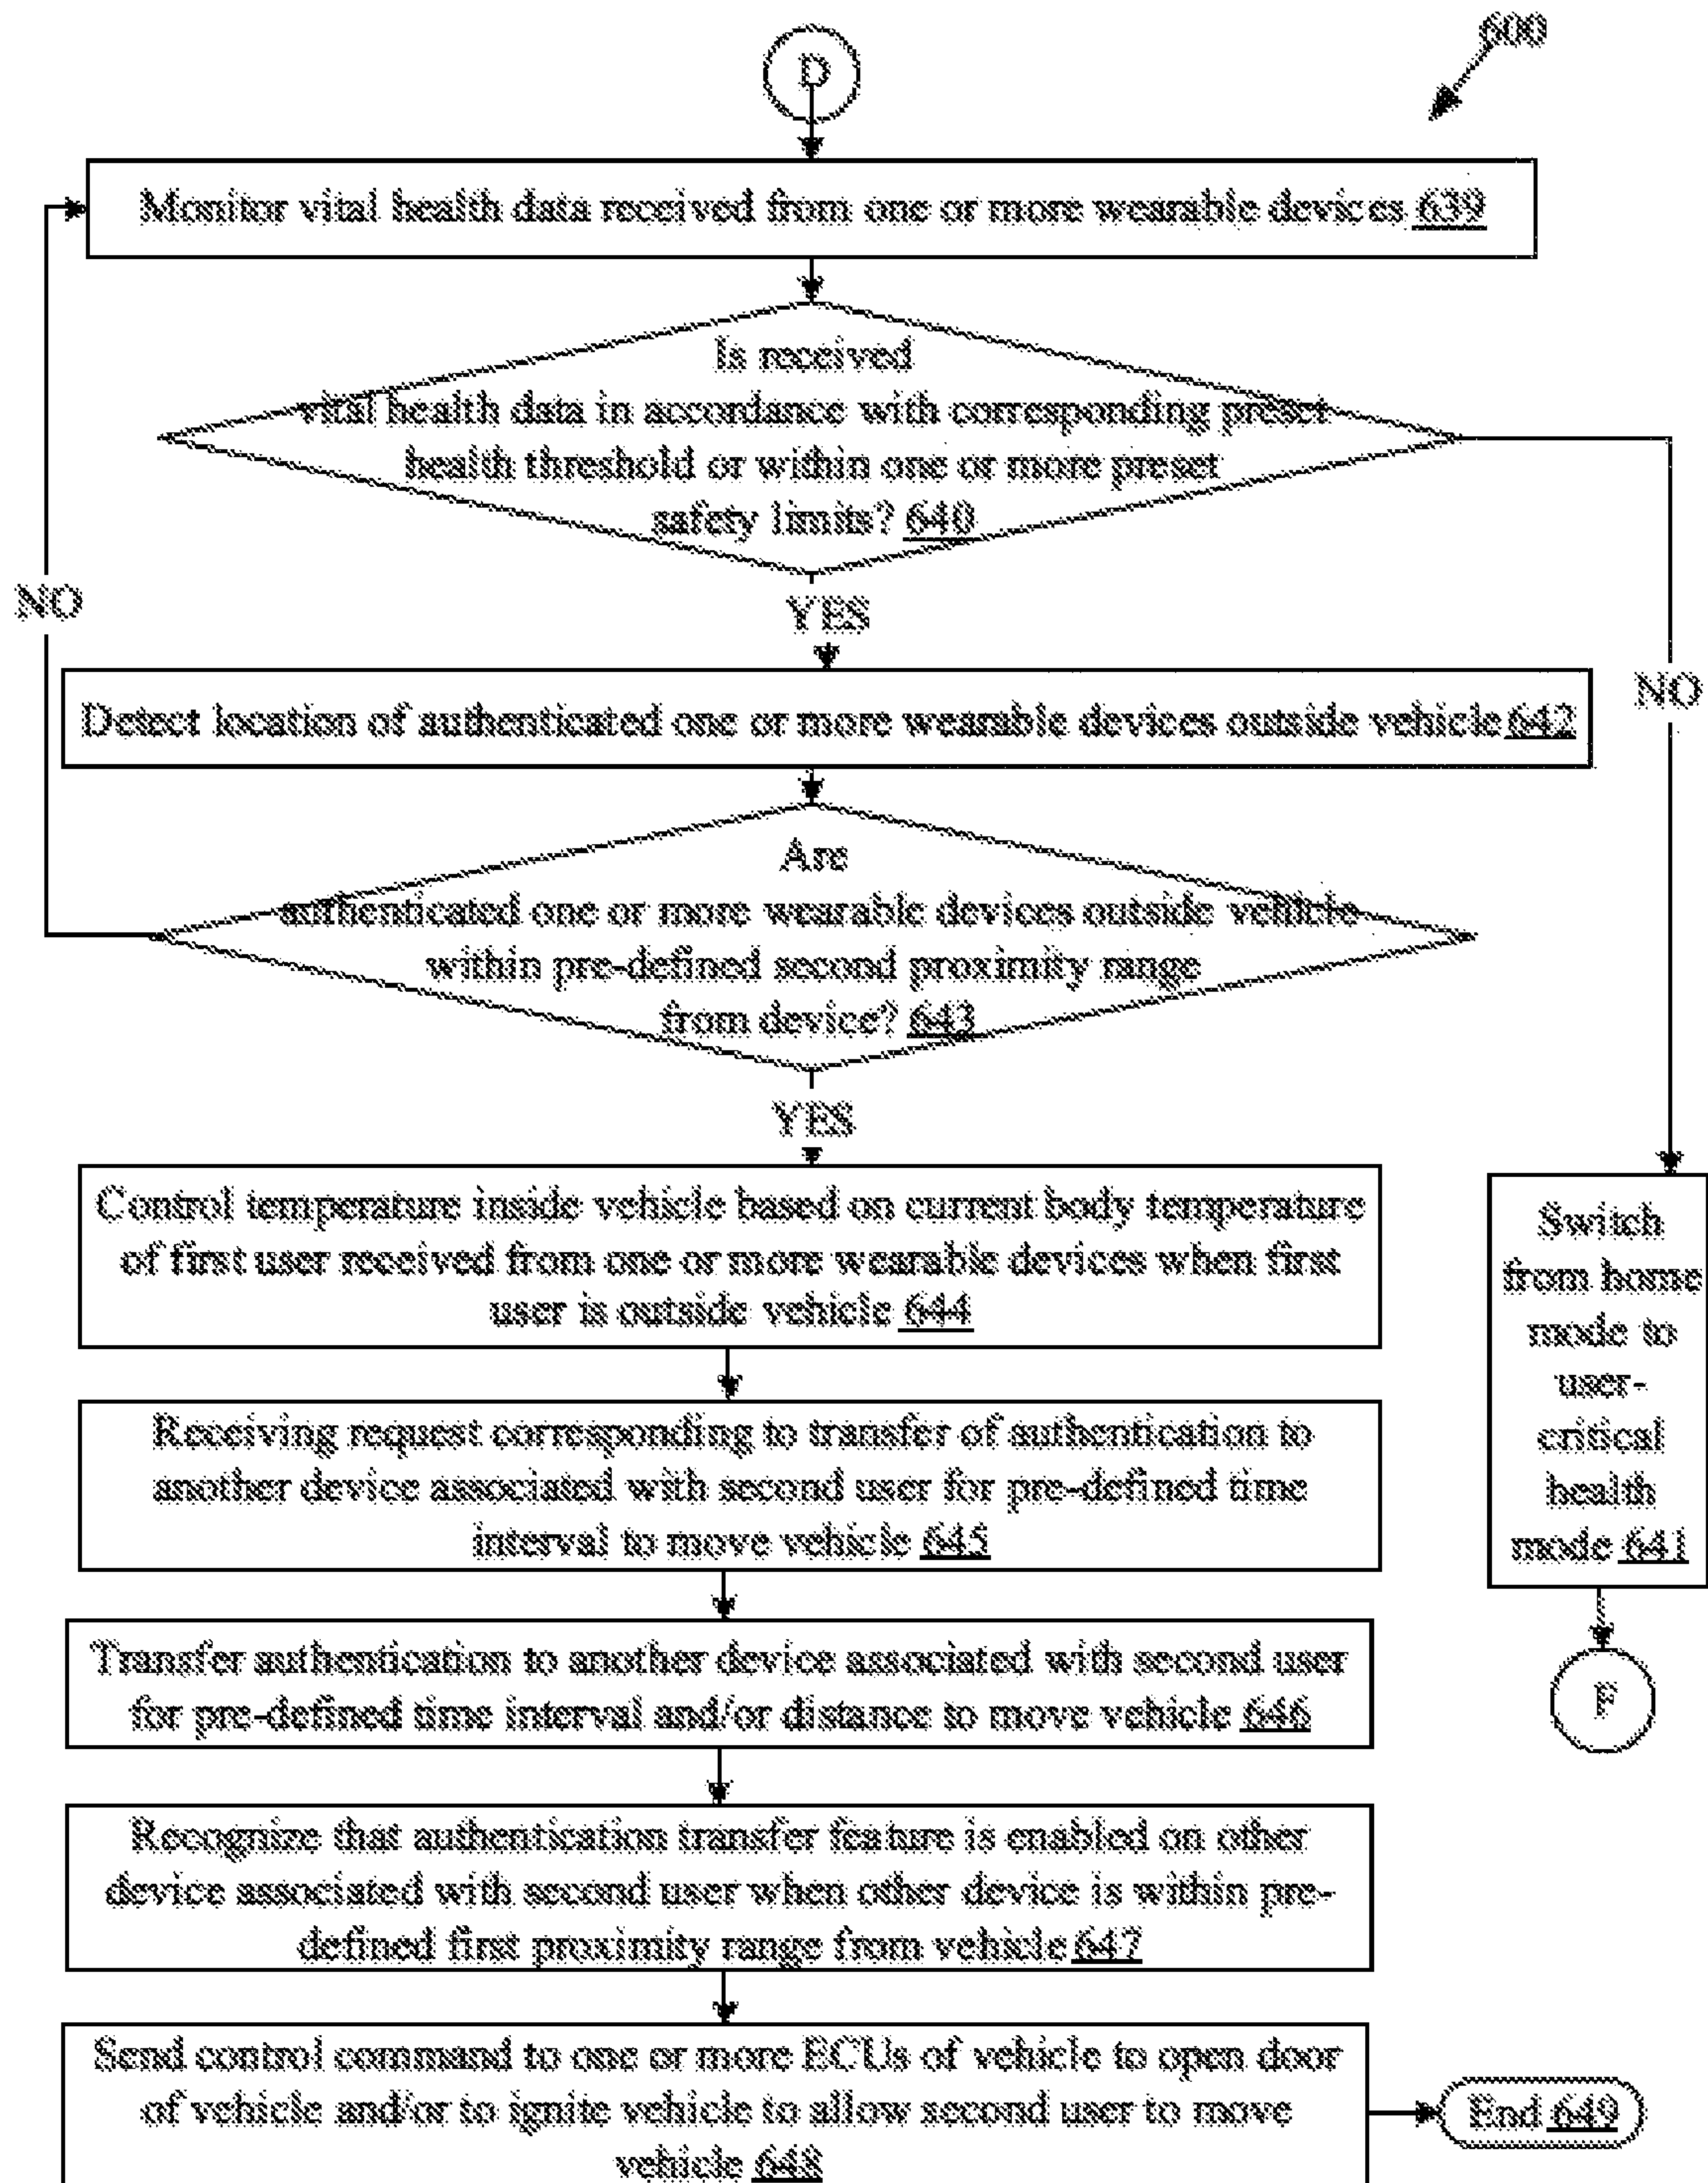 600
D
Monitor vital health data received from one or more wearable devices 639
Is received
vital health data in accordance with corresponding preset
health threshold or within one or more preset
safety limits? 640
NO
YES
NO
Detect location of authenticated one or more wearable devices outside vehicle 642
Are
authenticated one or more wearable devices outside vehicle
within pre-defined second proximity range
from device? 643
YES
Control temperature inside vehicle based on current body temperature
of first user received from one or more wearable devices when first
user is outside vehicle 644
Switch
from home
mode to
user-
critical
health
mode 641
Receiving request corresponding to transfer of authentication to
another device associated with second user for pre-defined time
interval to move vehicle 645
Transfer authentication to another device associated with second user
for pre-defined time interval and/or distance to move vehicle 646
F
Recognize that authentication transfer feature is enabled on other
device associated with second user when other device is within pre-
defined first proximity range from vehicle 647
Send control command to one or more ECUs of vehicle to open door
of vehicle and/or to ignite vehicle to allow second user to move
vehicle 648
End 649